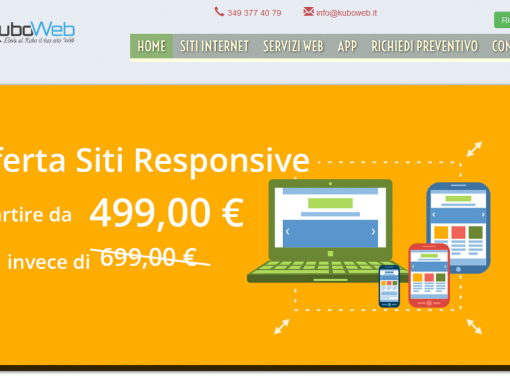 349 377 40 79 info@kuboweb.it
KuboWeb
Eleva al Kubo il tuo sito Web
HOME SITI INTERNET SERVIZI WEB APP RICHIEDI PREVENTIVO CON
Ri
ferta Siti Responsive
artire da 499,00 €
invece di 699,00 €